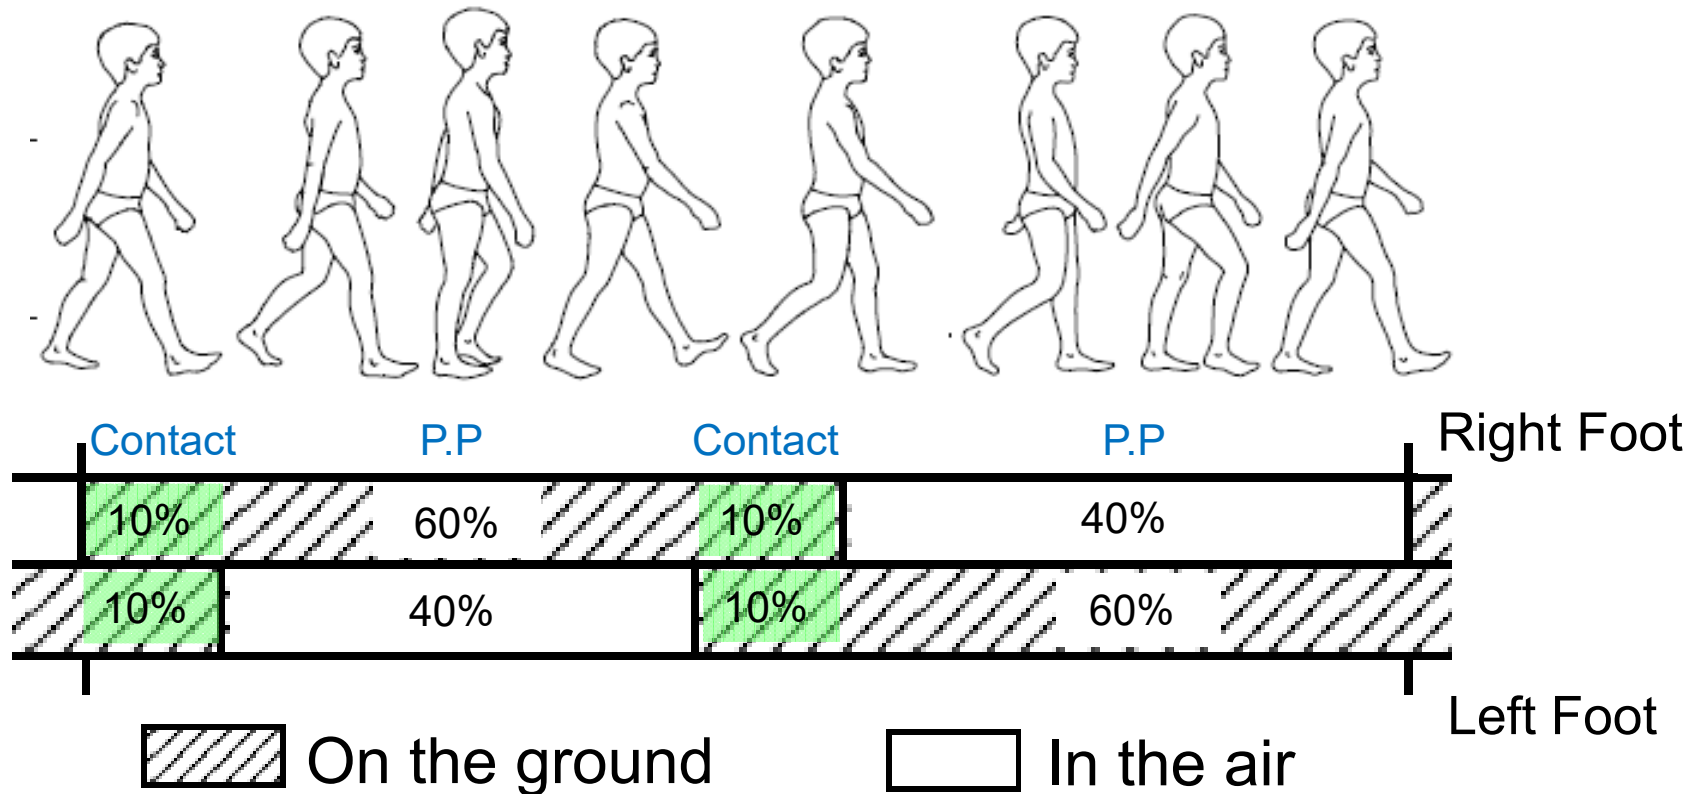 Contact P.P Contact P.P Right Foot
10% 60% 10% 40%
10% 40% 10% 60%
Left Foot
On the ground In the air